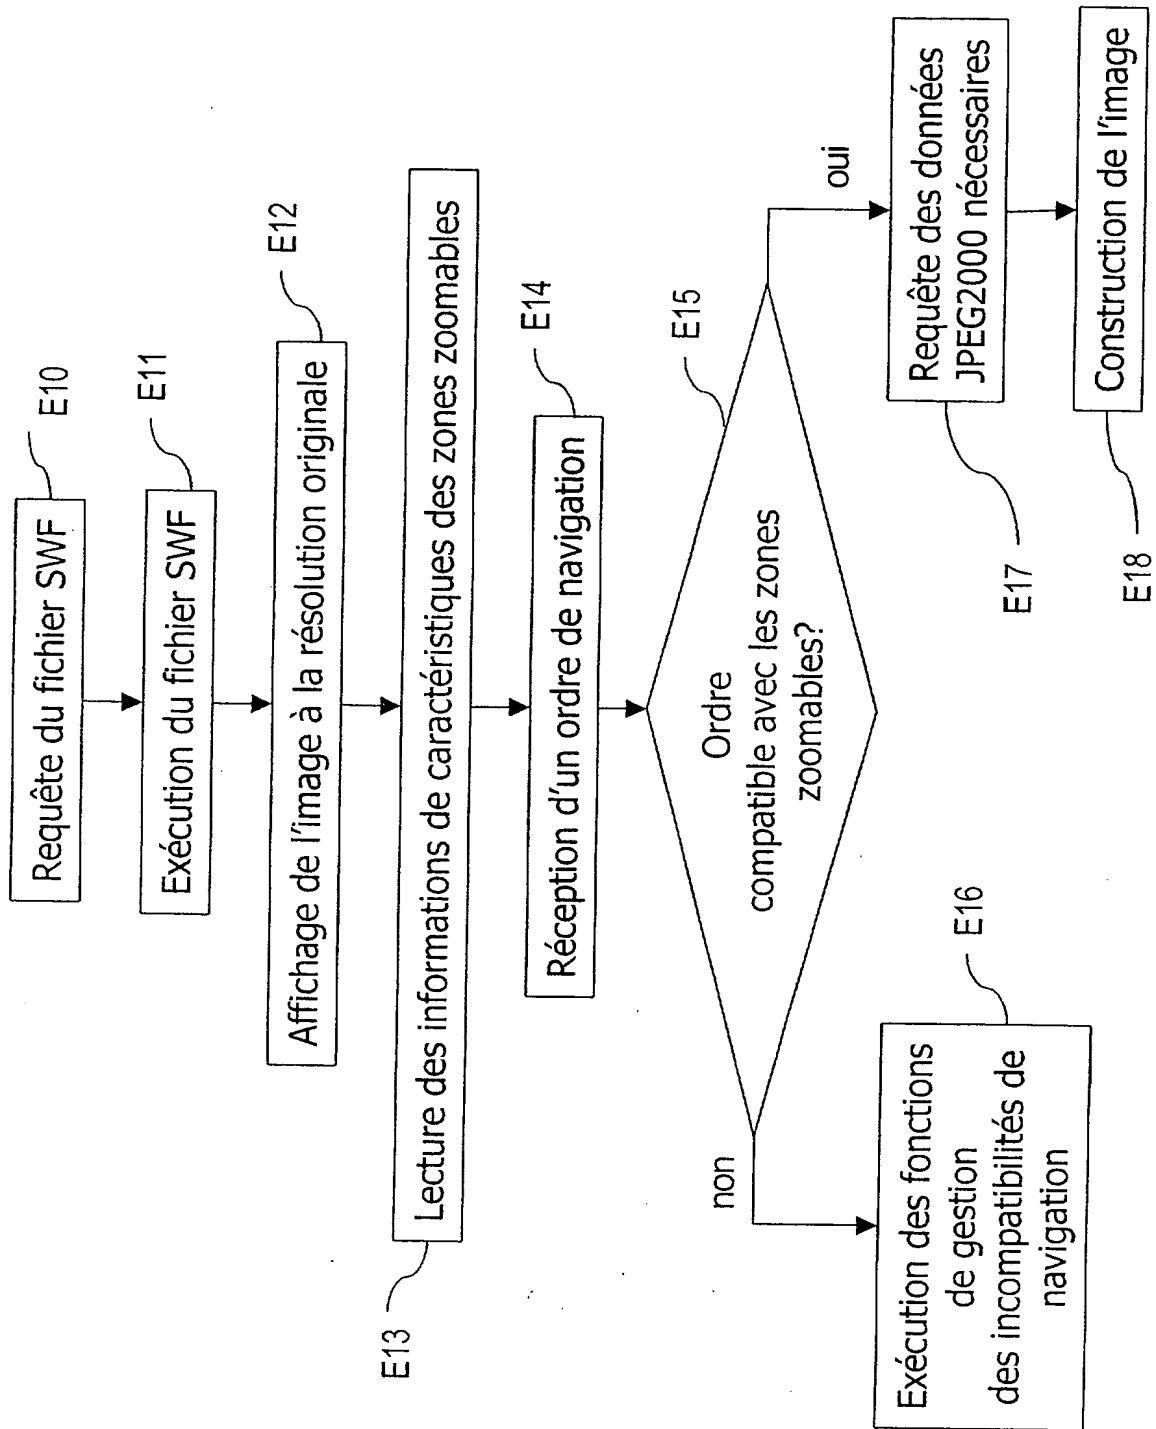 Requête du fichier SWF
E10
Exécution du fichier SWF
E11
Affichage de l'image à la résolution originale
E12
Lecture des informations de caractéristiques des zones zoomables
E13
Réception d'un ordre de navigation
E14
Ordre
compatible avec les zones
zoomables?
E15
non
oui
Exécution des fonctions
de gestion
des incompatibilités de
navigation
E16
Requête des données
JPEG2000 nécessaires
E17
Construction de l'image
E18